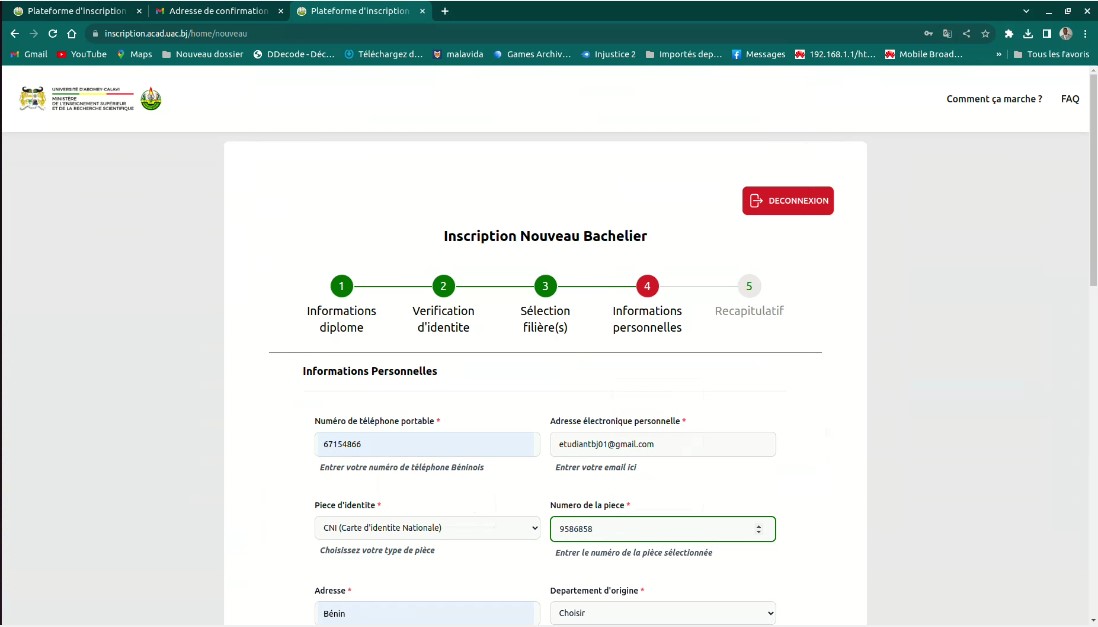 Plateforme d'inscription
Adresse de confirmation
Plateforme d'inscription
inscription.acad.uac.bj/home/nouveau
Gmail
YouTube
Maps
Nouveau dossier
DDecode - Déc...
Téléchargez d...
malavida
Games Archiv...
Injustice 2
Importés dep...
Messages
192.168.1.1/ht...
Mobile Broad...
»
Tous les favoris
UNIVERSITÉ D'ABOMEY-CALAVI
MINISTÈRE
DE L'ENSEIGNEMENT SUPÉRIEUR
ET DE LA RECHERCHE SCIENTIFIQUE
Comment ça marche ?
FAQ
DECONNEXION
Inscription Nouveau Bachelier
1
2
3
4
5
Informations
diplome
Verification
d'identite
Sélection
filière(s)
Informations
personnelles
Recapitulatif
Informations Personnelles
Numéro de téléphone portable *
Adresse électronique personnelle *
67154866
etudiantbj01@gmail.com
Entrer votre numéro de téléphone Béninois
Entrer votre email ici
Piece d'identite *
Numero de la piece *
CNI (Carte d'identite Nationale)
9586858
Choisissez votre type de pièce
Entrer le numéro de la pièce sélectionnée
Adresse *
Departement d'origine *
Bénin
Choisir